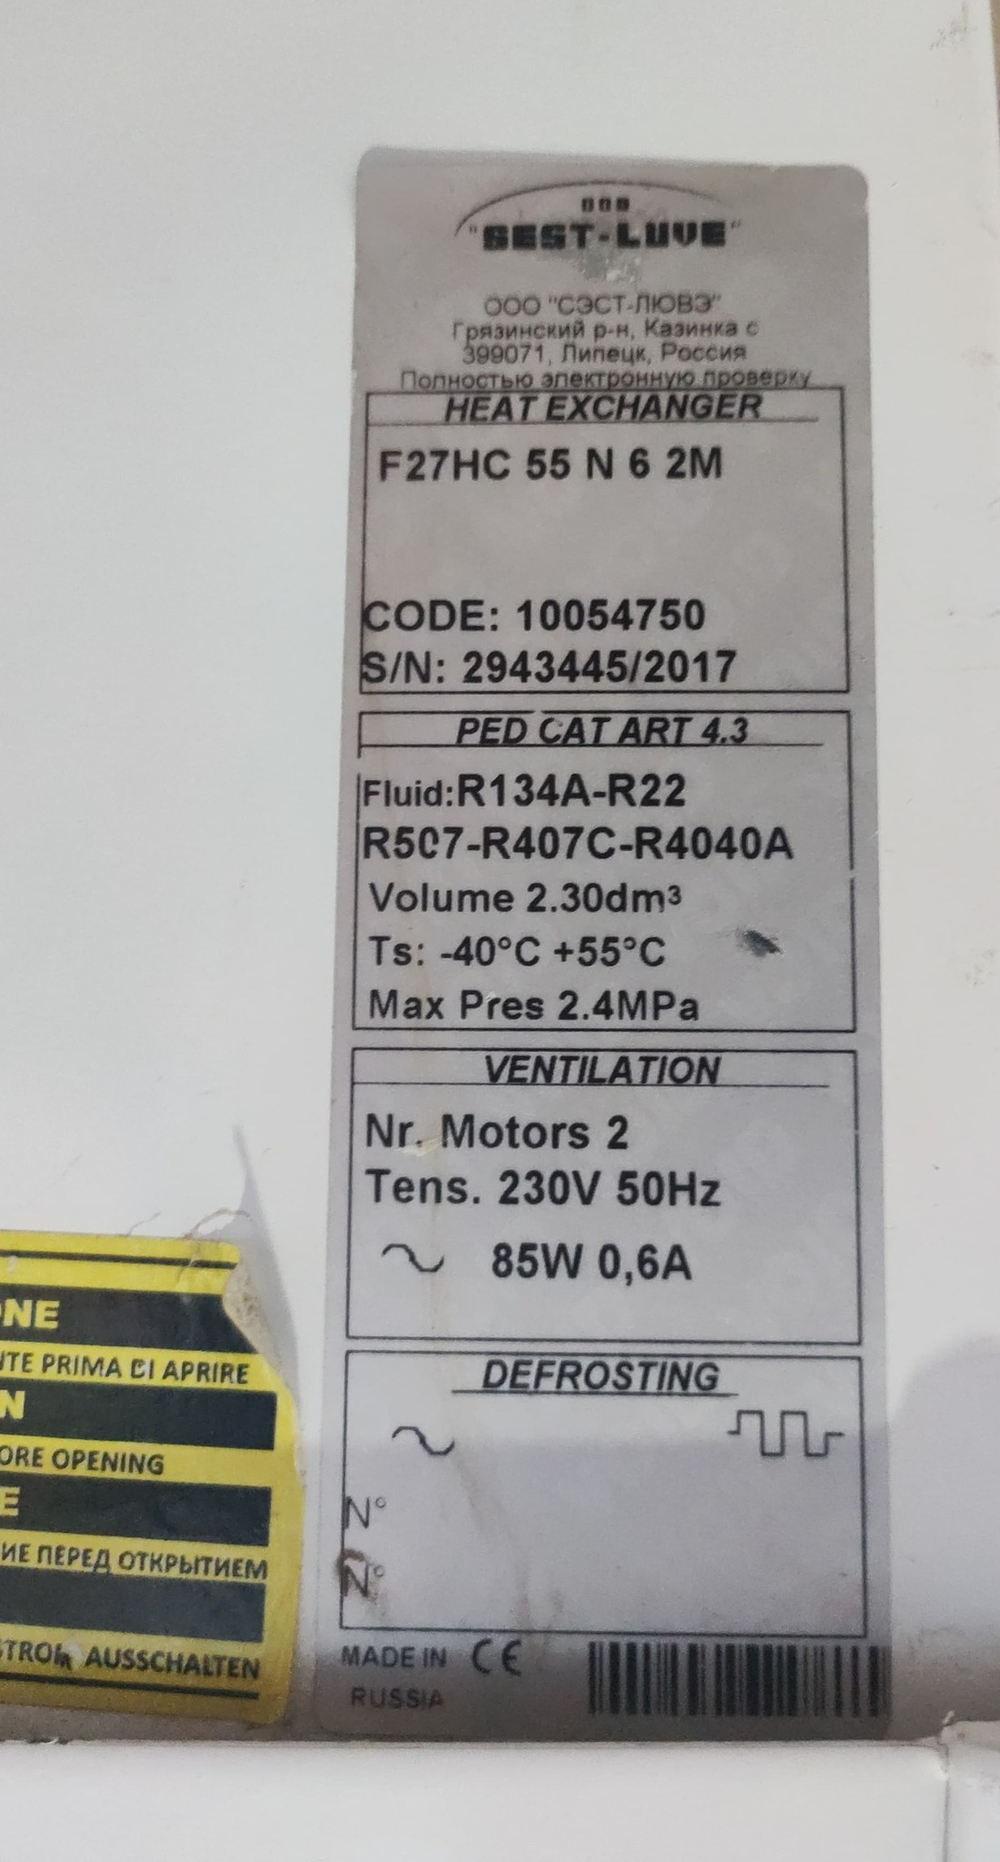 ООО
"SEST-LUVE"
ООО "СЭСТ-ЛЮВЭ"
Грязинский р-н, Казинка с
399071, Липецк, Россия
Полностью электронную проверку
HEAT EXCHANGER
F27HC 55 N 6 2M
CODE: 10054750
S/N: 2943445/2017
PED CAT ART 4.3
Fluid:R134A-R22
R507-R407C-R4040A
Volume 2.30dm³
Ts: -40°C +55°C
Max Pres 2.4MPa
VENTILATION
Nr. Motors 2
Tens. 230V 50Hz
~ 85W 0,6A
DEFROSTING
~
N°
N°
MADE IN CE
RUSSIA
NE
TE PRIMA DI APRIRE
N
ORE OPENING
E
ИЕ ПЕРЕД ОТКРЫТИЕМ
STROM AUSSCHALTEN